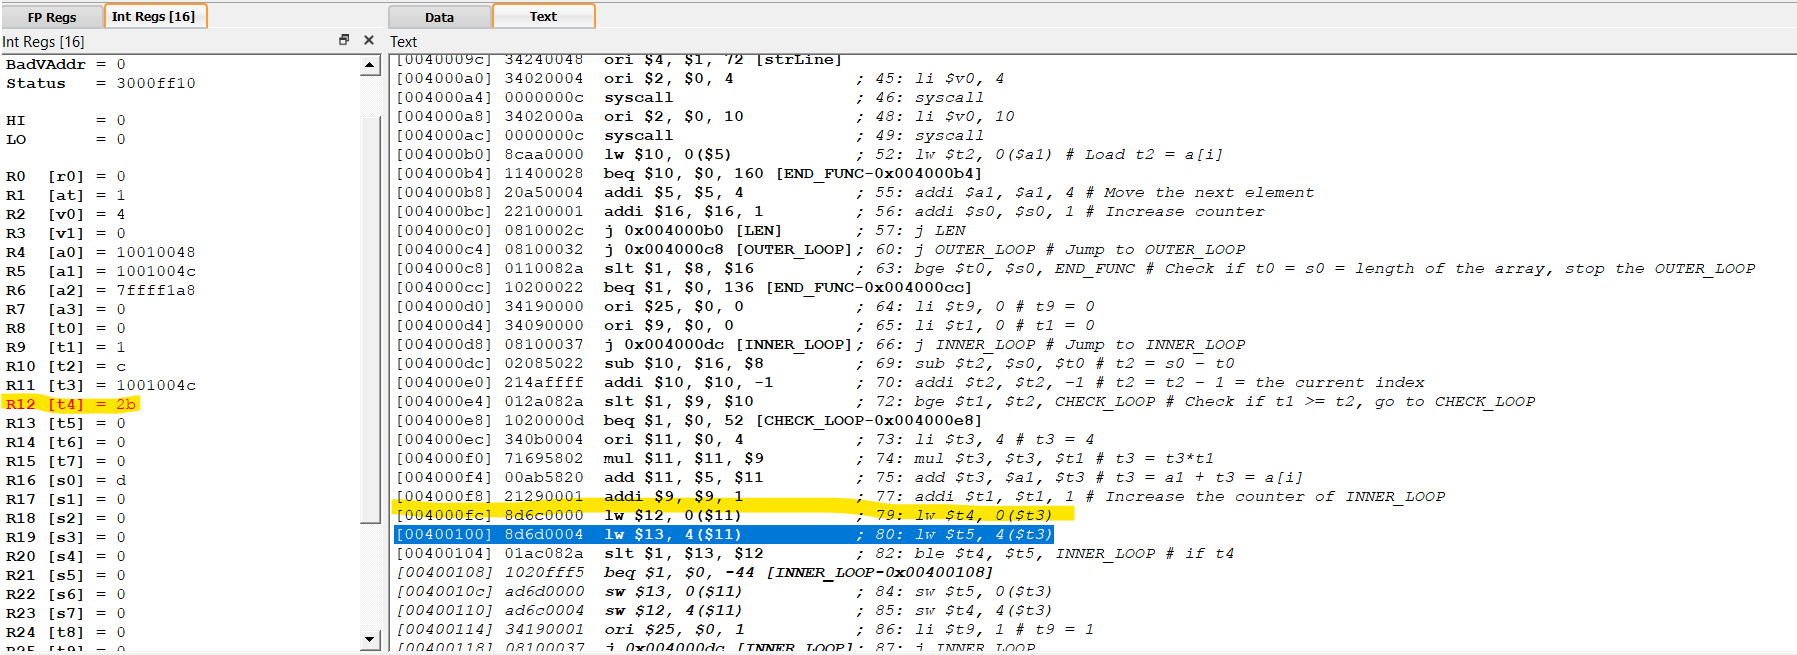 FP Regs
Int Regs [16]
Data
Text
Int Regs [16]
Text
BadVAddr = 0
Status = 3000ff10
HI = 0
LO = 0
R0 [r0] = 0
R1 [at] = 1
R2 [v0] = 4
R3 [v1] = 0
R4 [a0] = 10010048
R5 [a1] = 1001004c
R6 [a2] = 7ffff1a8
R7 [a3] = 0
R8 [t0] = 0
R9 [t1] = 1
R10 [t2] = c
R11 [t3] = 1001004c
R12 [t4] = 2b
R13 [t5] = 0
R14 [t6] = 0
R15 [t7] = 0
R16 [s0] = d
R17 [s1] = 0
R18 [s2] = 0
R19 [s3] = 0
R20 [s4] = 0
R21 [s5] = 0
R22 [s6] = 0
R23 [s7] = 0
R24 [t8] = 0
R25 [t9] = 0
[0040009c] 34240048 ori $4, $1, 72 [strLine]
[004000a0] 34020004 ori $2, $0, 4 ; 45: li $v0, 4
[004000a4] 0000000c syscall ; 46: syscall
[004000a8] 3402000a ori $2, $0, 10 ; 48: li $v0, 10
[004000ac] 0000000c syscall ; 49: syscall
[004000b0] 8caa0000 lw $10, 0($5) ; 52: lw $t2, 0($a1) # Load t2 = a[i]
[004000b4] 11400028 beq $10, $0, 160 [END_FUNC-0x004000b4]
[004000b8] 20a50004 addi $5, $5, 4 ; 55: addi $a1, $a1, 4 # Move the next element
[004000bc] 22100001 addi $16, $16, 1 ; 56: addi $s0, $s0, 1 # Increase counter
[004000c0] 0810002c j 0x004000b0 [LEN] ; 57: j LEN
[004000c4] 08100032 j 0x004000c8 [OUTER_LOOP]; 60: j OUTER_LOOP # Jump to OUTER_LOOP
[004000c8] 0110082a slt $1, $8, $16 ; 63: bge $t0, $s0, END_FUNC # Check if t0 = s0 = length of the array, stop the OUTER_LOOP
[004000cc] 10200022 beq $1, $0, 136 [END_FUNC-0x004000cc]
[004000d0] 34190000 ori $25, $0, 0 ; 64: li $t9, 0 # t9 = 0
[004000d4] 34090000 ori $9, $0, 0 ; 65: li $t1, 0 # t1 = 0
[004000d8] 08100037 j 0x004000dc [INNER_LOOP]; 66: j INNER_LOOP # Jump to INNER_LOOP
[004000dc] 02085022 sub $10, $16, $8 ; 69: sub $t2, $s0, $t0 # t2 = s0 - t0
[004000e0] 214affff addi $10, $10, -1 ; 70: addi $t2, $t2, -1 # t2 = t2 - 1 = the current index
[004000e4] 012a082a slt $1, $9, $10 ; 72: bge $t1, $t2, CHECK_LOOP # Check if t1 >= t2, go to CHECK_LOOP
[004000e8] 1020000d beq $1, $0, 52 [CHECK_LOOP-0x004000e8]
[004000ec] 340b0004 ori $11, $0, 4 ; 73: li $t3, 4 # t3 = 4
[004000f0] 71695802 mul $11, $11, $9 ; 74: mul $t3, $t3, $t1 # t3 = t3*t1
[004000f4] 00ab5820 add $11, $5, $11 ; 75: add $t3, $a1, $t3 # t3 = a1 + t3 = a[i]
[004000f8] 21290001 addi $9, $9, 1 ; 77: addi $t1, $t1, 1 # Increase the counter of INNER_LOOP
[004000fc] 8d6c0000 lw $12, 0($11) ; 79: lw $t4, 0($t3)
[00400100] 8d6d0004 lw $13, 4($11) ; 80: lw $t5, 4($t3)
[00400104] 01ac082a slt $1, $13, $12 ; 82: ble $t4, $t5, INNER_LOOP # if t4
[00400108] 1020fff5 beq $1, $0, -44 [INNER_LOOP-0x00400108]
[0040010c] ad6d0000 sw $13, 0($11) ; 84: sw $t5, 0($t3)
[00400110] ad6c0004 sw $12, 4($11) ; 85: sw $t4, 4($t3)
[00400114] 34190001 ori $25, $0, 1 ; 86: li $t9, 1 # t9 = 1
[00400118] 08100037 j 0x004000dc [INNER_LOOP]; 87: j INNER_LOOP